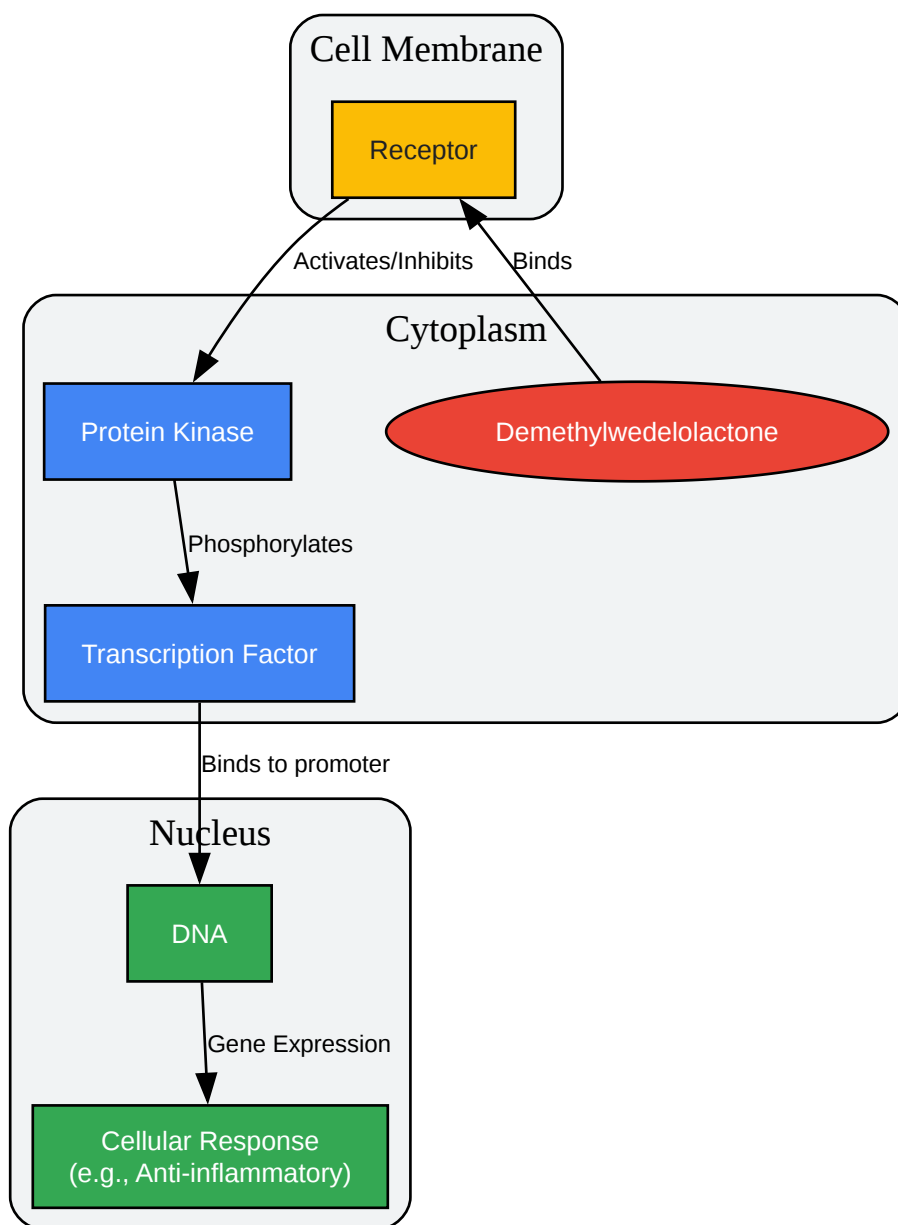 Cell Membrane
Receptor
Activates/Inhibits
Binds
Cytoplasm
Protein Kinase
Demethylwedelolactone
Phosphorylates
Transcription Factor
Binds to promoter
Nucleus
DNA
Gene Expression
Cellular Response
(e.g., Anti-inflammatory)